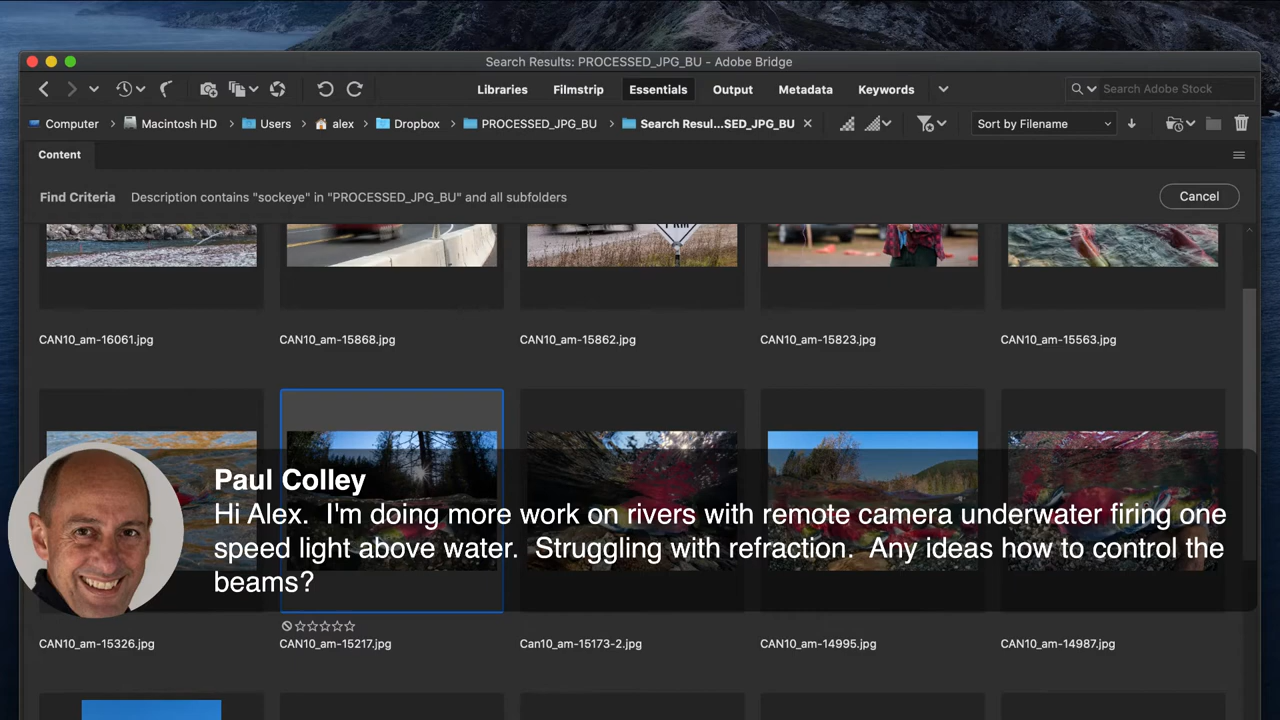 Search Results: PROCESSED_JPG_BU - Adobe Bridge
Libraries Filmstrip Essentials Output Metadata Keywords Search Adobe Stock
Computer Macintosh HD Users alex Dropbox PROCESSED_JPG_BU Search Resul...SED_JPG_BU Sort by Filename
Content
Find Criteria Description contains "sockeye" in "PROCESSED_JPG_BU" and all subfolders Cancel
1 KM
CAN10_am-16061.jpg CAN10_am-15868.jpg CAN10_am-15862.jpg CAN10_am-15823.jpg CAN10_am-15563.jpg
Paul Colley
Hi Alex. I'm doing more work on rivers with remote camera underwater firing one
speed light above water. Struggling with refraction. Any ideas how to control the
beams?
CAN10_am-15326.jpg CAN10_am-15217.jpg Can10_am-15173-2.jpg CAN10_am-14995.jpg CAN10_am-14987.jpg